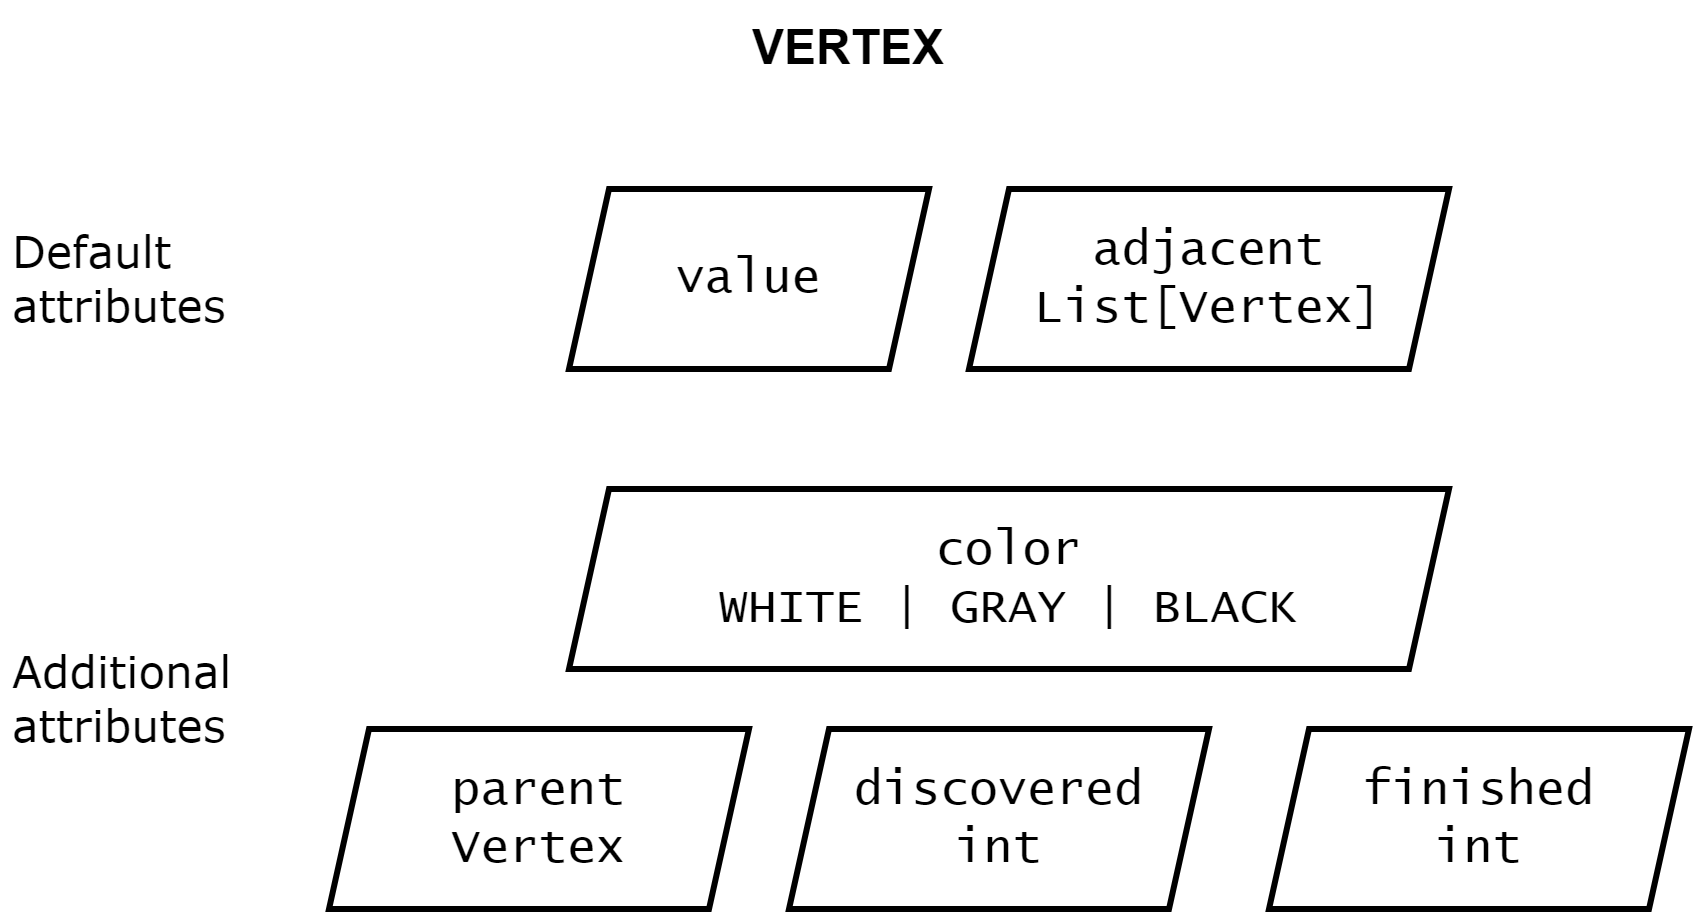 VERTEX
Default
attributes
value
adjacent
List[Vertex]
Additional
attributes
color
WHITE | GRAY | BLACK
parent
Vertex
discovered
int
finished
int